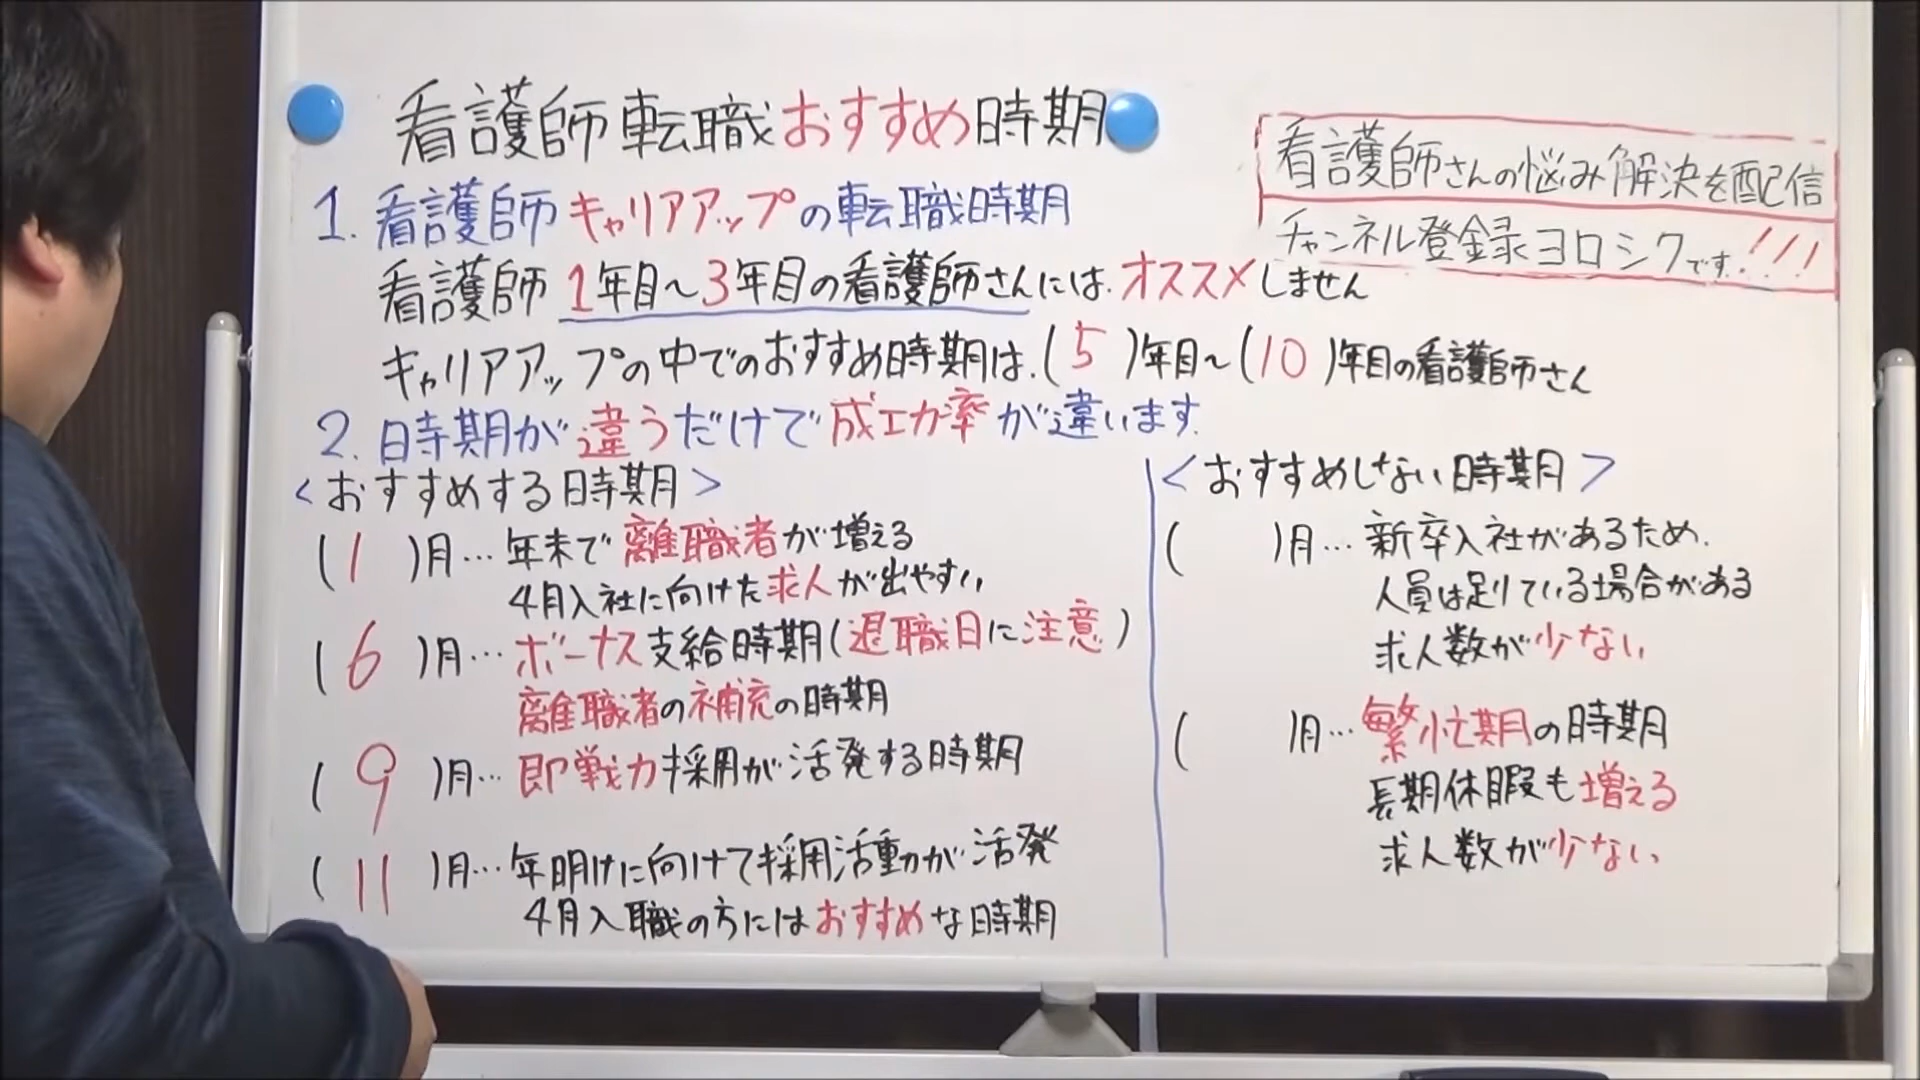 看護師転職おすすめ時期
看護師さんの悩み解決を配信
チャンネル登録ヨロシクです!!!
1. 看護師キャリアアップの転職時期
看護師 1年目～3年目の看護師さんには、オススメしません
キャリアアップの中でのおすすめ時期は、(5)年目～(10)年目の看護師さん
2. 時期が違うだけで成功率が違います。
<おすすめする時期>
(1)月…年末で離職者が増える
4月入社に向けた求人が出やすい
(6)月…ボーナス支給時期(退職日に注意)
離職者の補充の時期
(9)月…即戦力採用が活発する時期
(11)月…年明けに向けて採用活動が活発
4月入職の方にはおすすめな時期
<おすすめしない時期>
( )月…新卒入社があるため、
人員は足りている場合がある
求人数が少ない
( )月…繁忙期の時期
長期休暇も増える
求人数が少ない